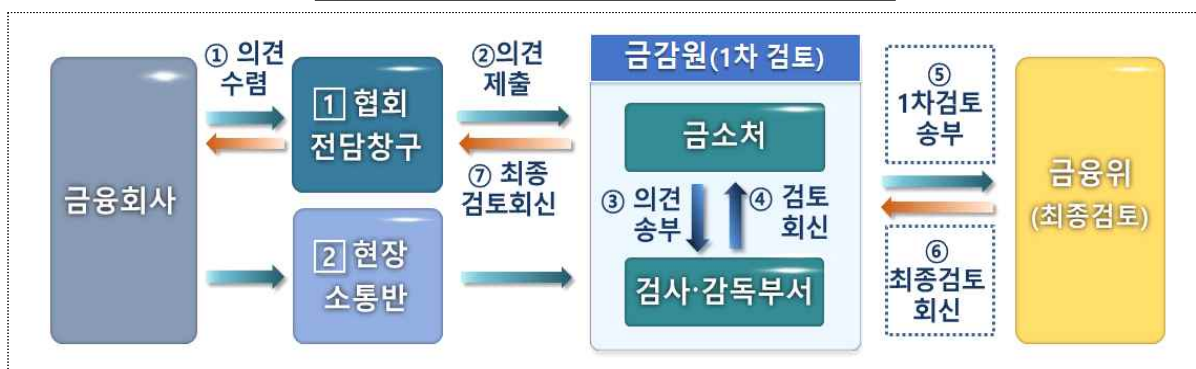 금융회사
① 의견
수렴
1 협회
전담창구
②의견
제출
⑦ 최종
검토회신
2 현장
소통반
금감원(1차 검토)
금소처
③ 의견
송부
④ 검토
회신
검사·감독부서
⑤
1차검토
송부
⑥
최종검토
회신
금융위
(최종검토)